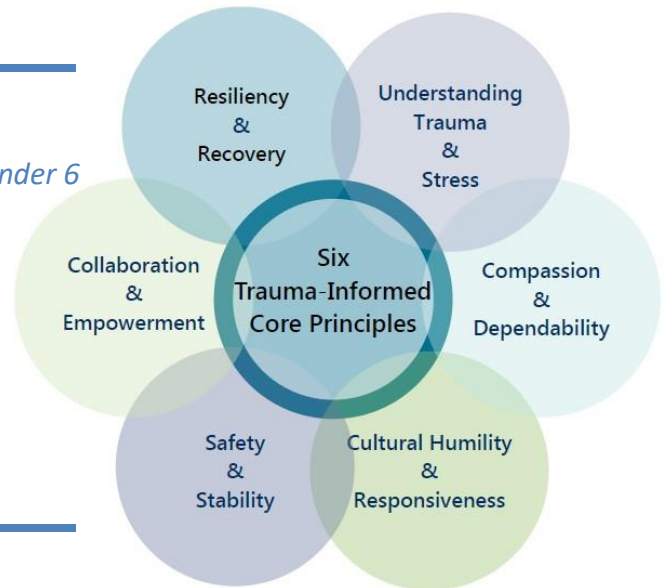 Resiliency
&
Recovery
Understanding
Trauma
&
Stress
nder 6
Collaboration
&
Empowerment
Six
Trauma-Informed
Core Principles
Compassion
&
Dependability
Safety
&
Stability
Cultural Humility
&
Responsiveness